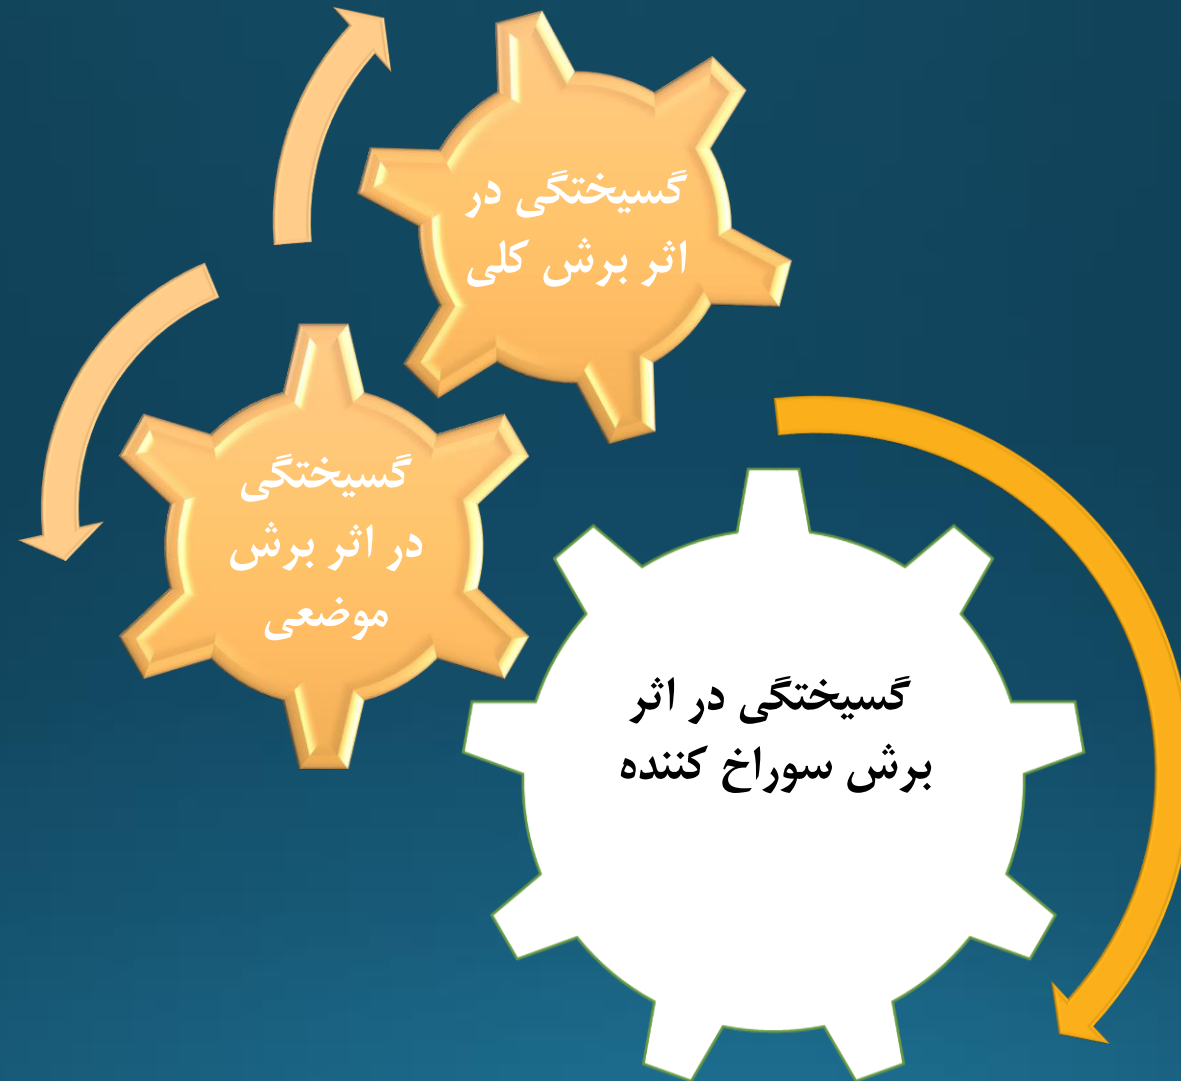 گسیختگی در
اثر برش کلی
گسیختگی
در اثر برش
موضعی
گسیختگی در اثر
برش سوراخ کننده